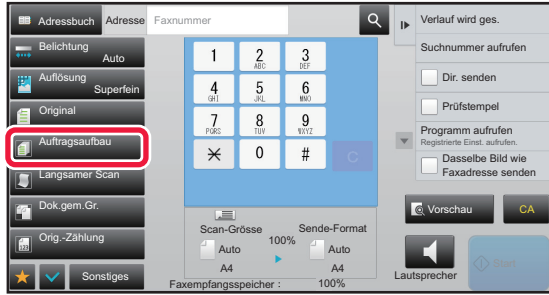 Adressbuch Adresse Faxnummer
Belichtung
Auto
Auflösung
Superfein
Original
Auftragsaufbau
Langsamer Scan
Dok.gem.Gr.
Orig.-Zählung
Sonstiges
1 2 3
ABC DEF
4 5 6
GHI JKL MNO
7 8 9
PQRS TUV WXYZ
0 #
C
Scan-Grösse Sende-Format
100%
Auto Auto
A4 A4
Faxempfangsspeicher : 100%
Verlauf wird ges.
Suchnummer aufrufen
Dir. senden
Prüfstempel
Programm aufrufen
Registrierte Einst. aufrufen.
Dasselbe Bild wie
Faxadresse senden
Vorschau CA
Lautsprecher
Start